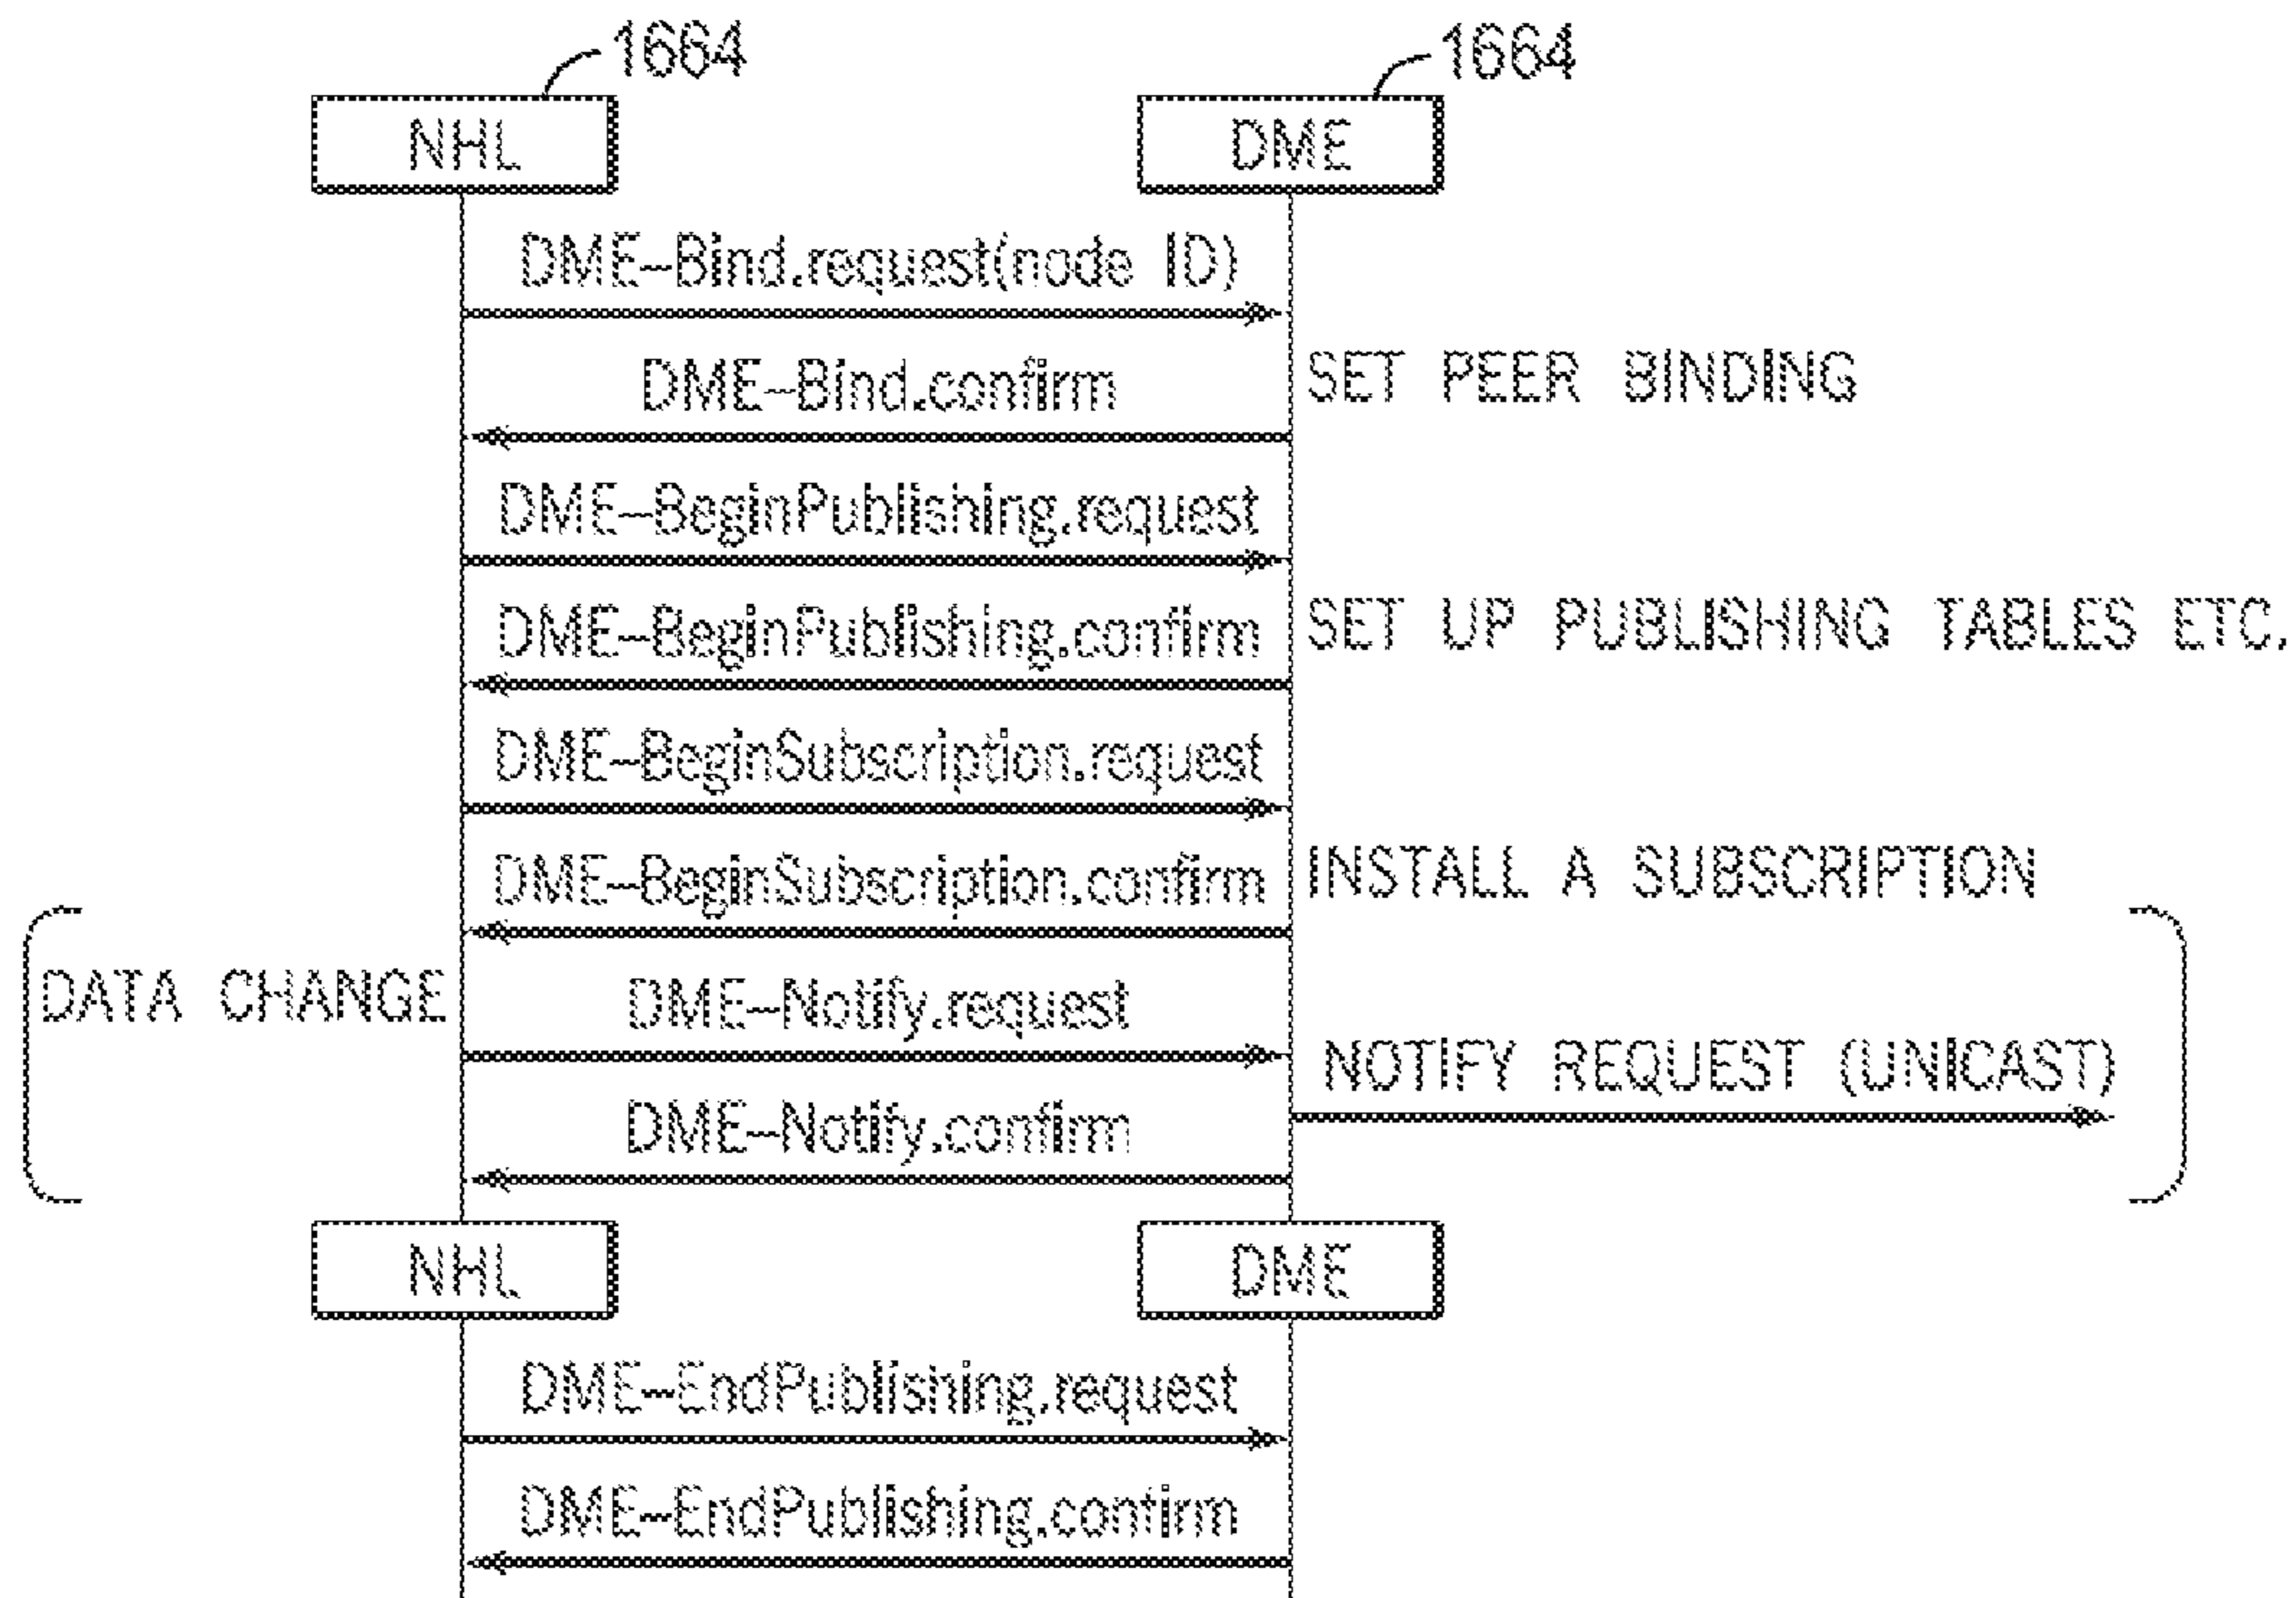 1664
1664
NHL
DME
DME-Bind.request(node ID)
DME-Bind.confirm
SET PEER BINDING
DME-BeginPublishing.request
DME-BeginPublishing.confirm
SET UP PUBLISHING TABLES ETC.
DME-BeginSubscription.request
DME-BeginSubscription.confirm
INSTALL A SUBSCRIPTION
DATA CHANGE
DME-Notify.request
NOTIFY REQUEST (UNICAST)
DME-Notify.confirm
NHL
DME
DME-EndPublishing.request
DME-EndPublishing.confirm